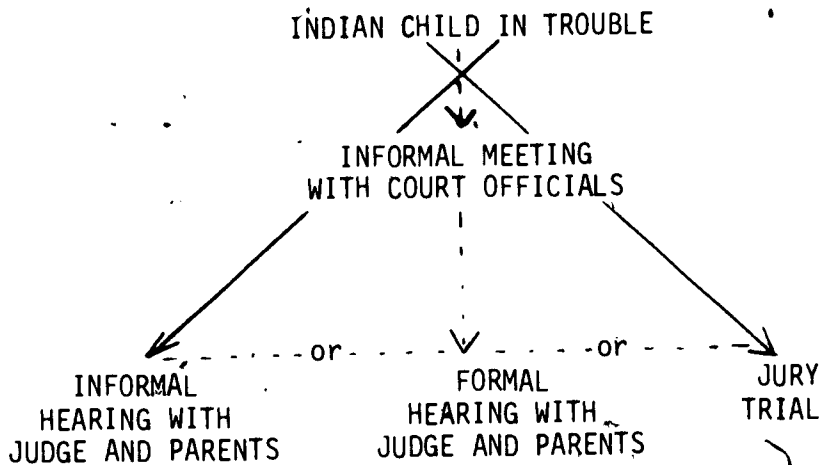 INDIAN CHILD IN TROUBLE
INFORMAL MEETING
WITH COURT OFFICIALS
or
or
INFORMAL
HEARING WITH
JUDGE AND PARENTS
FORMAL
HEARING WITH
JUDGE AND PARENTS
JURY
TRIAL